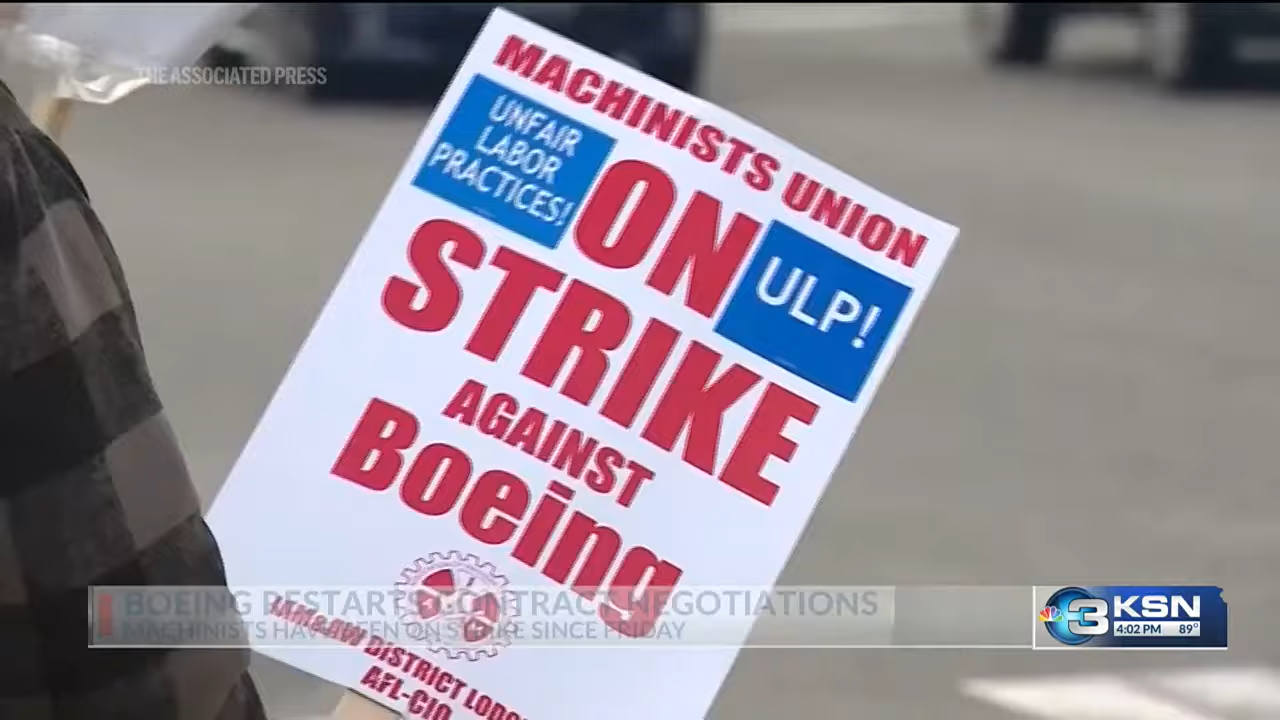 THE ASSOCIATED PRESS
MACHINISTS UNION
UNFAIR
LABOR
PRACTICES!
ON
ULP!
STRIKE
AGAINST
Boeing
BOEING RESTARTS CONTRACT NEGOTIATIONS
MACHINISTS HAVE BEEN ON STRIKE SINCE FRIDAY
3 KSN
4:02 PM 89°
IAM&AW DISTRICT
AFL-CIO